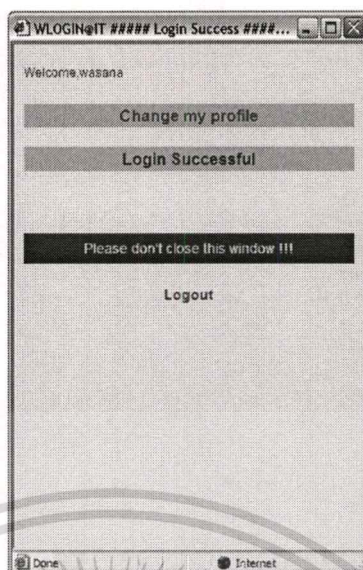 WLOGIN@IT ##### Login Success ####...
Welcome,wasana
Change my profile
Login Successful
Please don't close this window !!!
Logout
Done
Internet